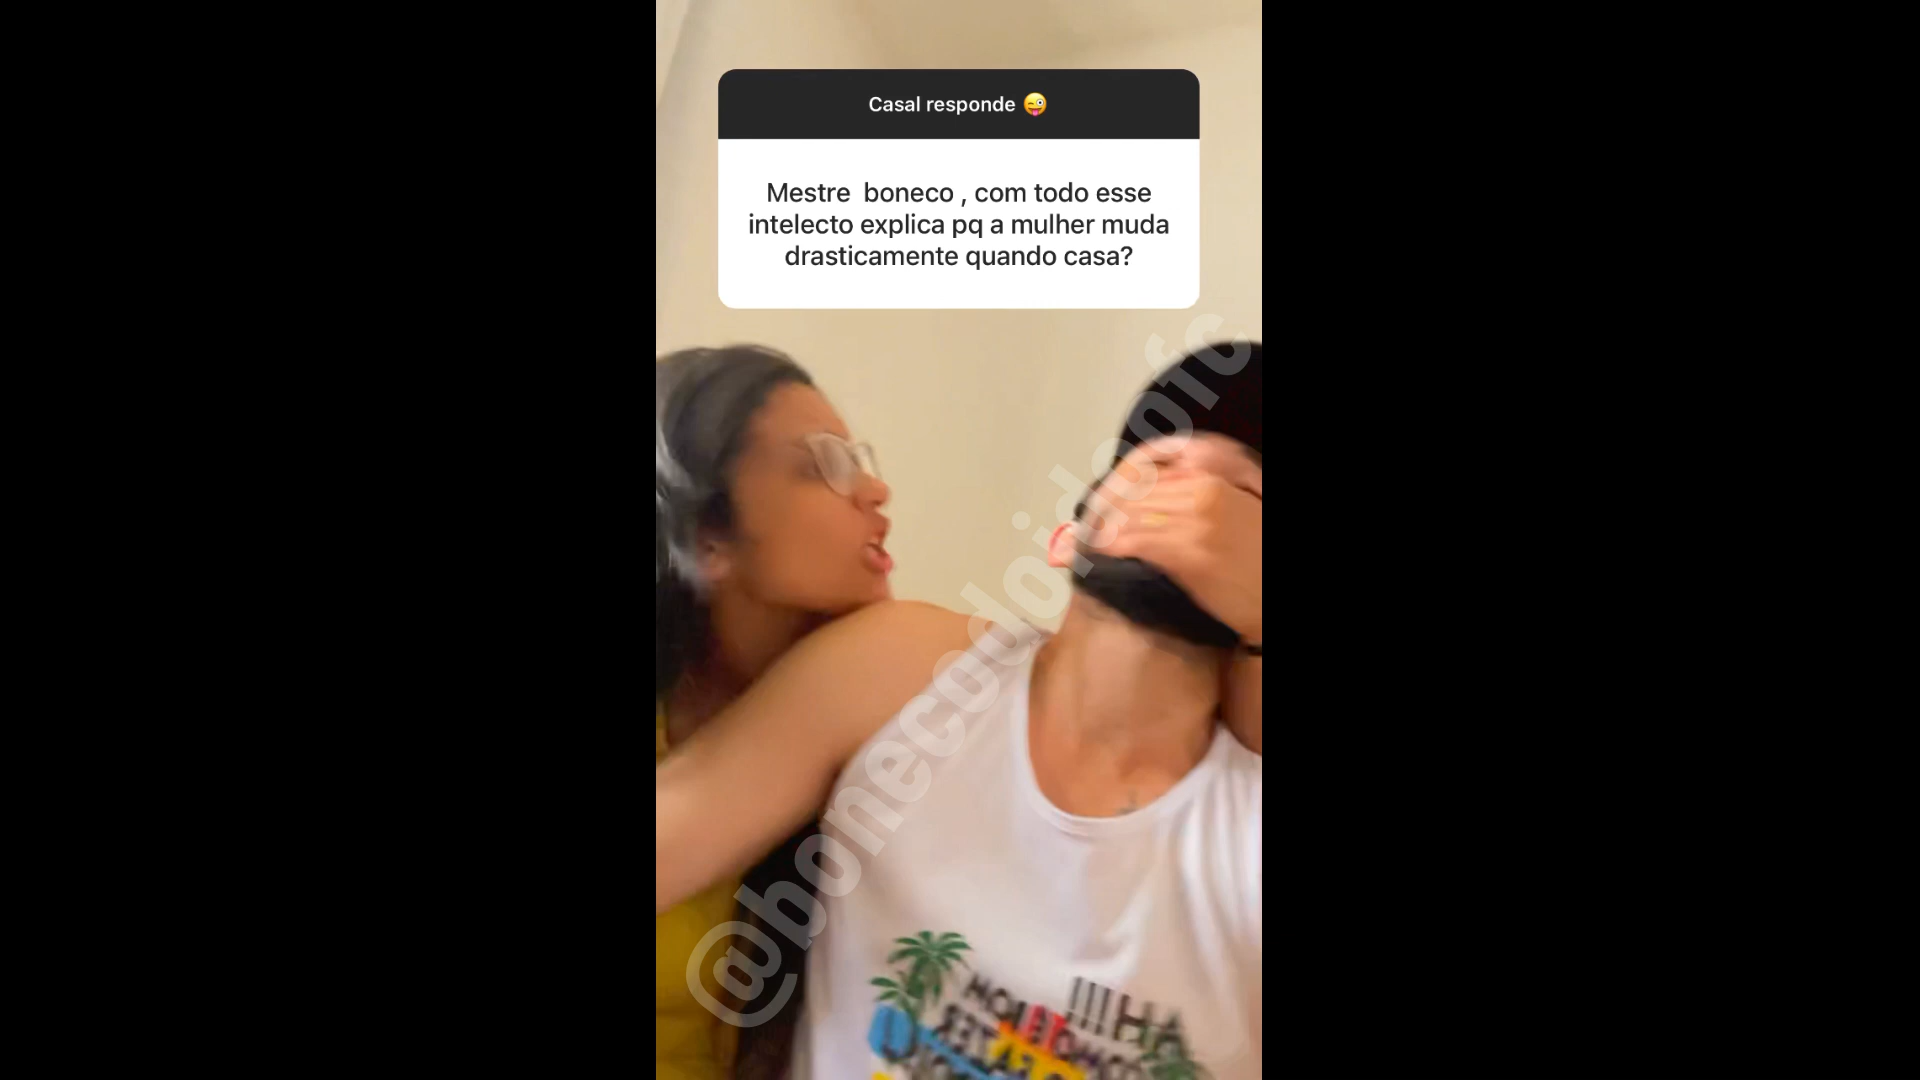 Casal responde 😜
Mestre boneco , com todo esse
intelecto explica pq a mulher muda
drasticamente quando casa?
@bonecodoidoofc